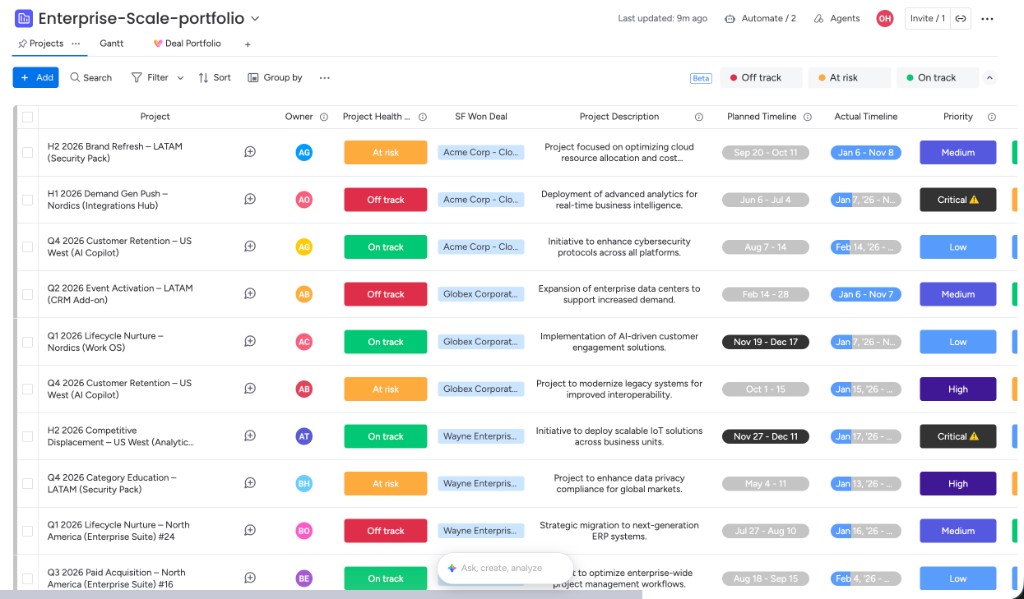 Enterprise-Scale-portfolio
Last updated: 9m ago
Automate / 2
Agents
OH
Invite / 1
Projects
Gantt
Deal Portfolio
+
+ Add
Search
Filter
Sort
Group by
Beta
Off track
At risk
On track
Project
Owner
Project Health ...
SF Won Deal
Project Description
Planned Timeline
Actual Timeline
Priority
H2 2026 Brand Refresh – LATAM
(Security Pack)
AG
At risk
Acme Corp - Clo...
Project focused on optimizing cloud
resource allocation and cost...
Sep 20 - Oct 11
Jan 6 - Nov 8
Medium
H1 2026 Demand Gen Push –
Nordics (Integrations Hub)
AO
Off track
Acme Corp - Clo...
Deployment of advanced analytics for
real-time business intelligence.
Jun 6 - Jul 4
Jan 7, '26 - N...
Critical
Q4 2026 Customer Retention – US
West (AI Copilot)
AG
On track
Acme Corp - Clo...
Initiative to enhance cybersecurity
protocols across all platforms.
Aug 7 - 14
Feb 14, '26 - ...
Low
Q2 2026 Event Activation – LATAM
(CRM Add-on)
AB
Off track
Globex Corporat...
Expansion of enterprise data centers to
support increased demand.
Feb 14 - 28
Jan 6 - Nov 7
Medium
Q1 2026 Lifecycle Nurture –
Nordics (Work OS)
AC
On track
Globex Corporat...
Implementation of AI-driven customer
engagement solutions.
Nov 19 - Dec 17
Jan 7, '26 - N...
Low
Q4 2026 Customer Retention – US
West (AI Copilot)
AB
At risk
Globex Corporat...
Project to modernize legacy systems for
improved interoperability.
Oct 1 - 15
Jan 15, '26 - ...
High
H2 2026 Competitive
Displacement – US West (Analytic...
AT
On track
Wayne Enterpris...
Initiative to deploy scalable IoT solutions
across business units.
Nov 27 - Dec 11
Jan 17, '26 - ...
Critical
Q4 2026 Category Education –
LATAM (Security Pack)
BH
At risk
Wayne Enterpris...
Project to enhance data privacy
compliance for global markets.
May 4 - 11
Jan 13, '26 - ...
High
Q1 2026 Lifecycle Nurture – North
America (Enterprise Suite) #24
BO
Off track
Wayne Enterpris...
Strategic migration to next-generation
ERP systems.
Jul 27 - Aug 10
Jan 16, '26 - ...
Medium
Q3 2026 Paid Acquisition – North
America (Enterprise Suite) #16
BE
On track
Ask, create, analyze
to optimize enterprise-wide
project management workflows.
Aug 18 - Sep 15
Feb 4, '26 - ...
Low